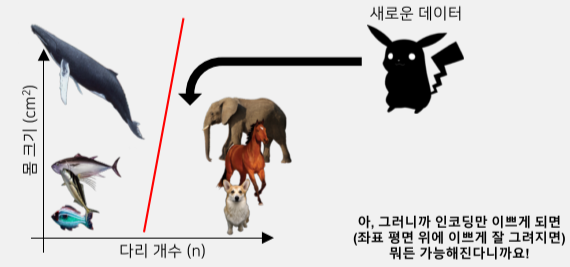 새로운 데이터
몸 크기 (cm²)
다리 개수 (n)
아, 그러니까 인코딩만 이쁘게 되면
(좌표 평면 위에 이쁘게 잘 그려지면)
뭐든 가능해진다니까요!